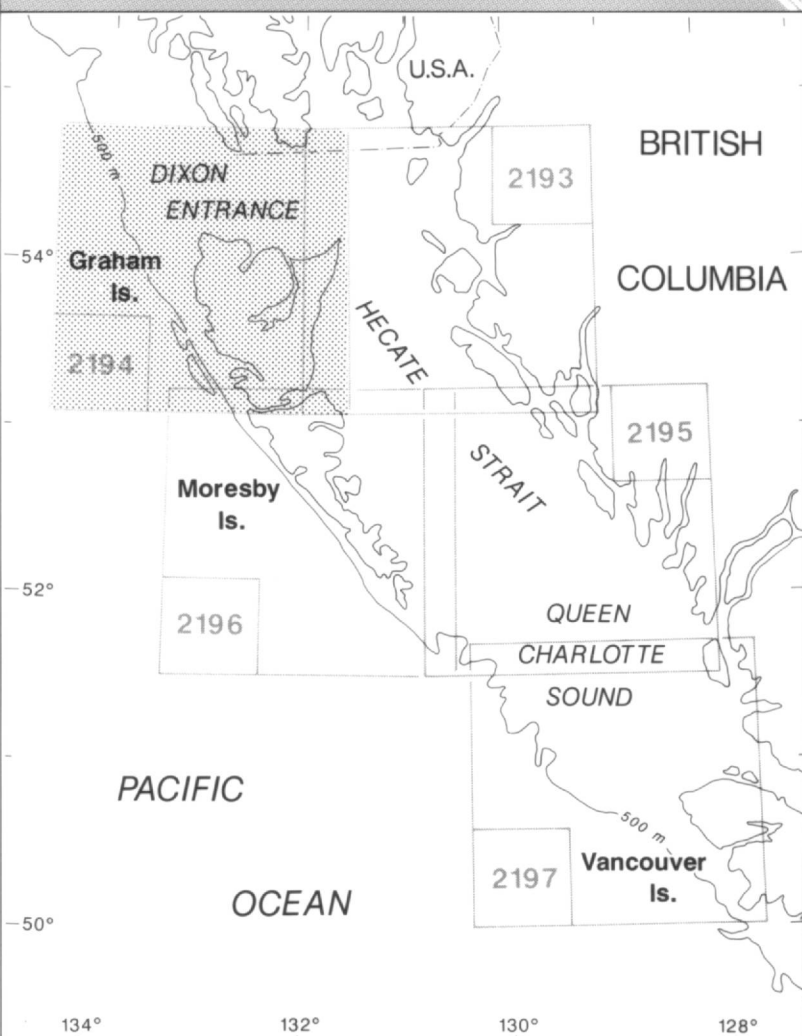 U.S.A.
BRITISH
COLUMBIA
500 m
DIXON
ENTRANCE
2193
54°
Graham
Is.
HECATE
STRAIT
2194
2195
Moresby
Is.
52°
2196
QUEEN
CHARLOTTE
SOUND
PACIFIC
OCEAN
500 m
2197
Vancouver
Is.
50°
134°
132°
130°
128°